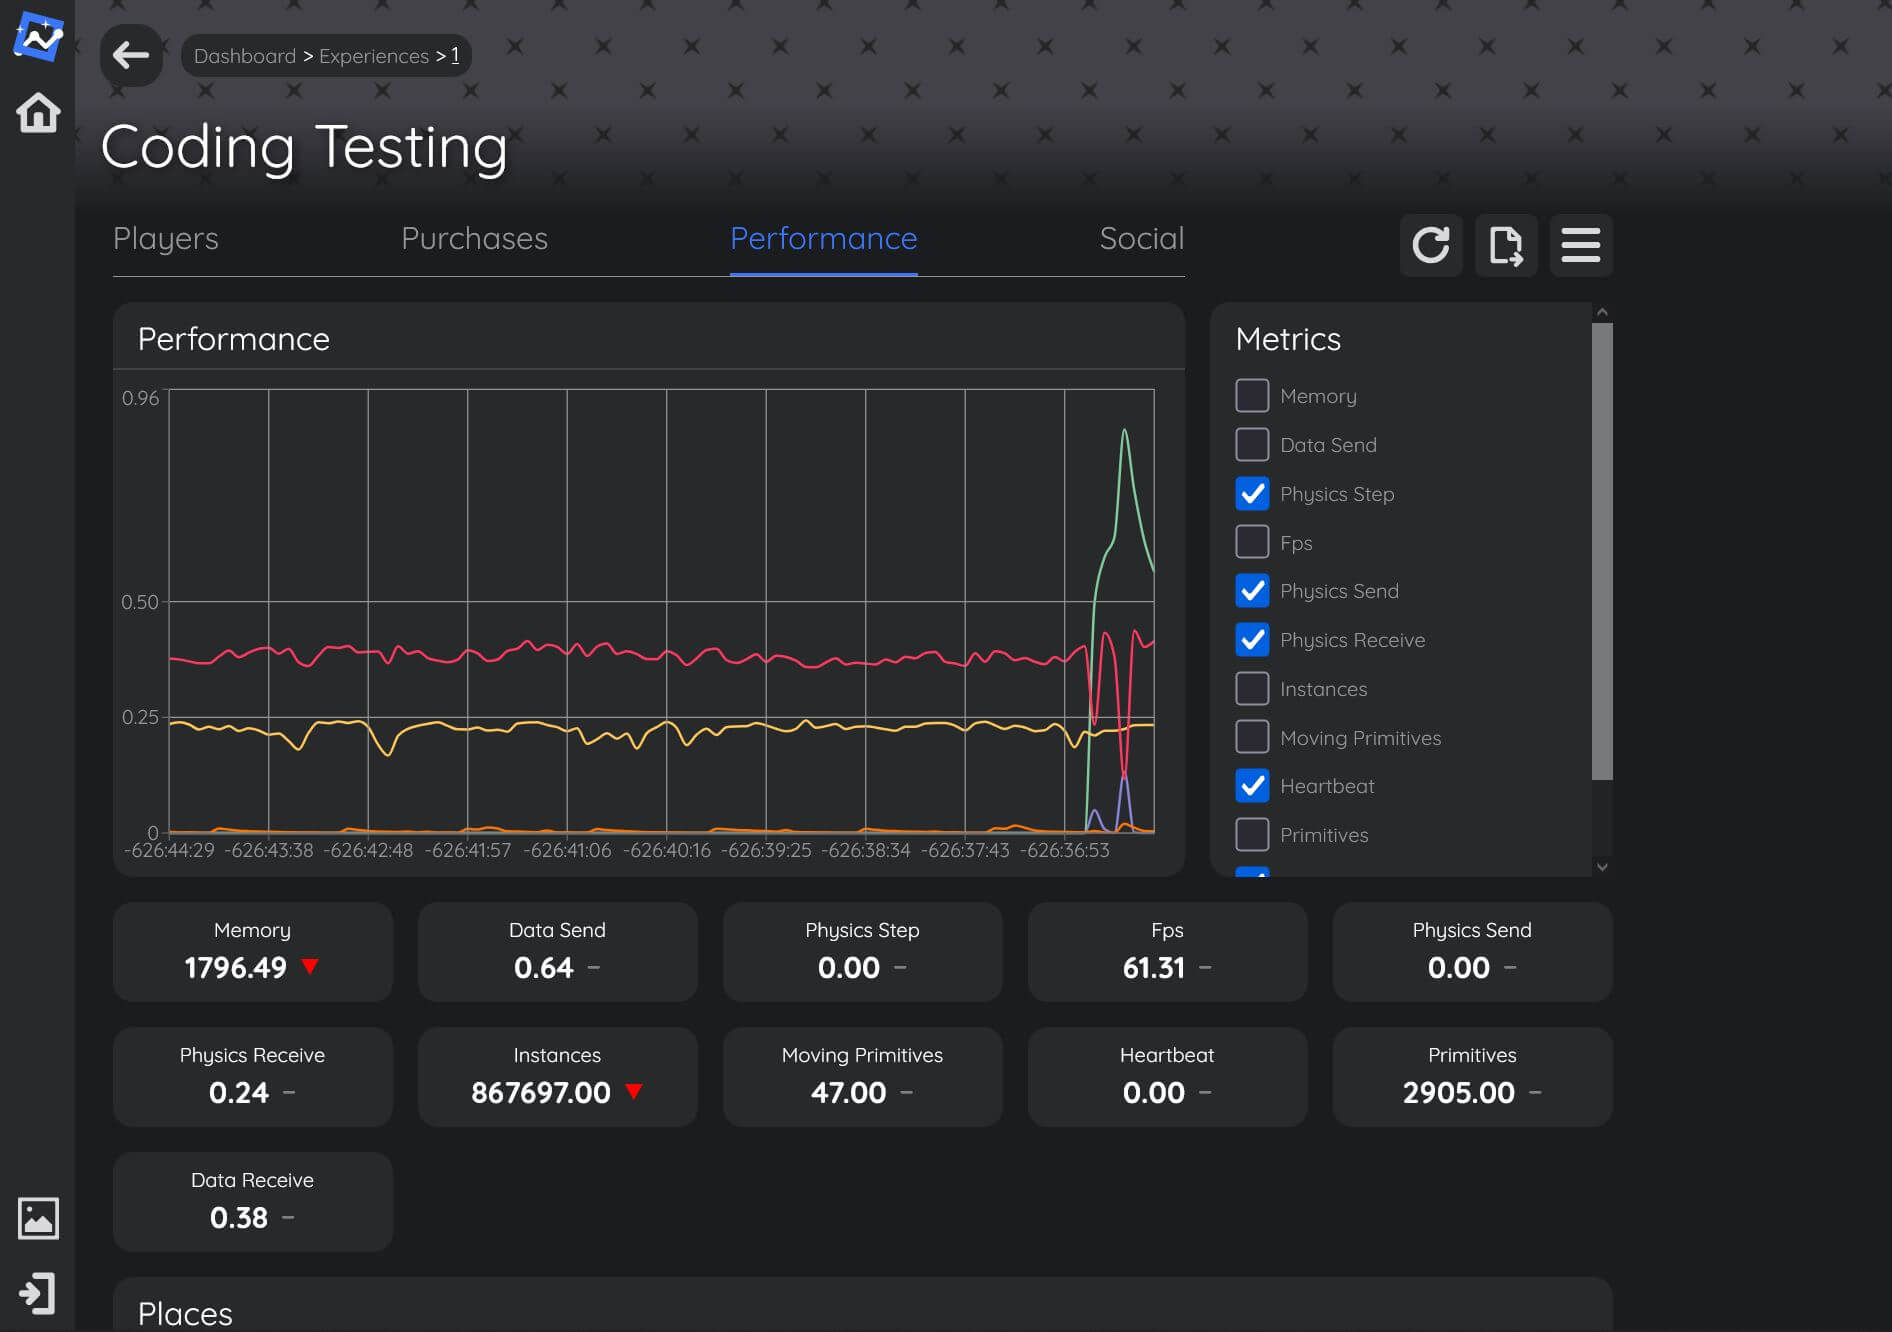 Dashboard > Experiences > 1
Coding Testing
Players Purchases Performance Social
Performance
0.96
0.50
0.25
0
-626:44:29 -626:43:38 -626:42:48 -626:41:57 -626:41:06 -626:40:16 -626:39:25 -626:38:34 -626:37:43 -626:36:53
Metrics
Memory
Data Send
Physics Step
Fps
Physics Send
Physics Receive
Instances
Moving Primitives
Heartbeat
Primitives
Memory
1796.49
Data Send
0.64 –
Physics Step
0.00 –
Fps
61.31 –
Physics Send
0.00 –
Physics Receive
0.24 –
Instances
867697.00
Moving Primitives
47.00 –
Heartbeat
0.00 –
Primitives
2905.00 –
Data Receive
0.38 –
Places